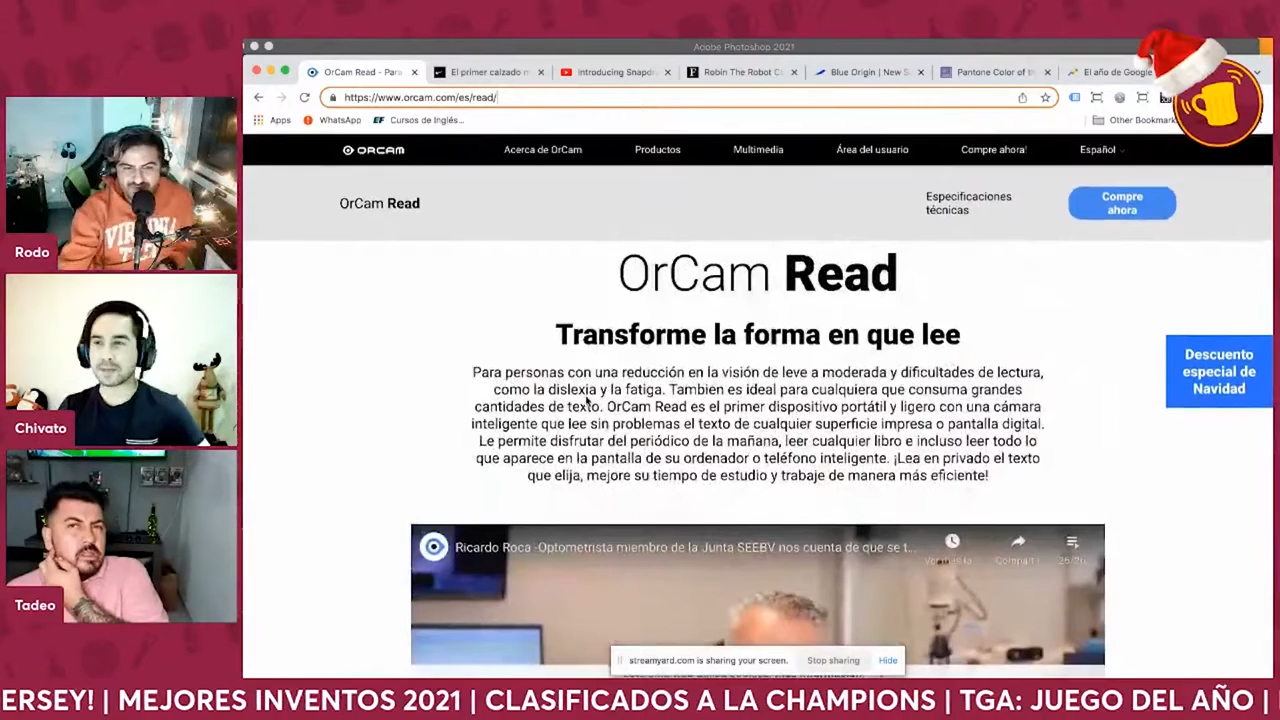 Adobe Photoshop 2021
OrCam Read - Para
El primer calzado
Introducing Snapdr
Robin The Robot C
Blue Origin | New S
Pantone Color of th
El año de Google
https://www.orcam.com/es/read/
Apps
WhatsApp
EF Cursos de Inglés...
Other Bookmark
ORCAM
Acerca de OrCam
Productos
Multimedia
Área del usuario
Compre ahora!
Español
OrCam Read
Especificaciones
técnicas
Compre
ahora
OrCam Read
Transforme la forma en que lee
Para personas con una reducción en la visión de leve a moderada y dificultades de lectura,
como la dislexia y la fatiga. Tambien es ideal para cualquiera que consuma grandes
cantidades de texto. OrCam Read es el primer dispositivo portátil y ligero con una cámara
inteligente que lee sin problemas el texto de cualquier superficie impresa o pantalla digital.
Le permite disfrutar del periódico de la mañana, leer cualquier libro e incluso leer todo lo
que aparece en la pantalla de su ordenador o teléfono inteligente. ¡Lea en privado el texto
que elija, mejore su tiempo de estudio y trabaje de manera más eficiente!
Descuento
especial de
Navidad
Ricardo Roca -Optometrista miembro de la Junta SEEBV nos cuenta de que se t...
streamyard.com is sharing your screen.
Stop sharing
Hide
Rodo
VIRGINIA
TECH
Chivato
Tadeo
ERSEY! | MEJORES INVENTOS 2021 | CLASIFICADOS A LA CHAMPIONS | TGA: JUEGO DEL AÑO |